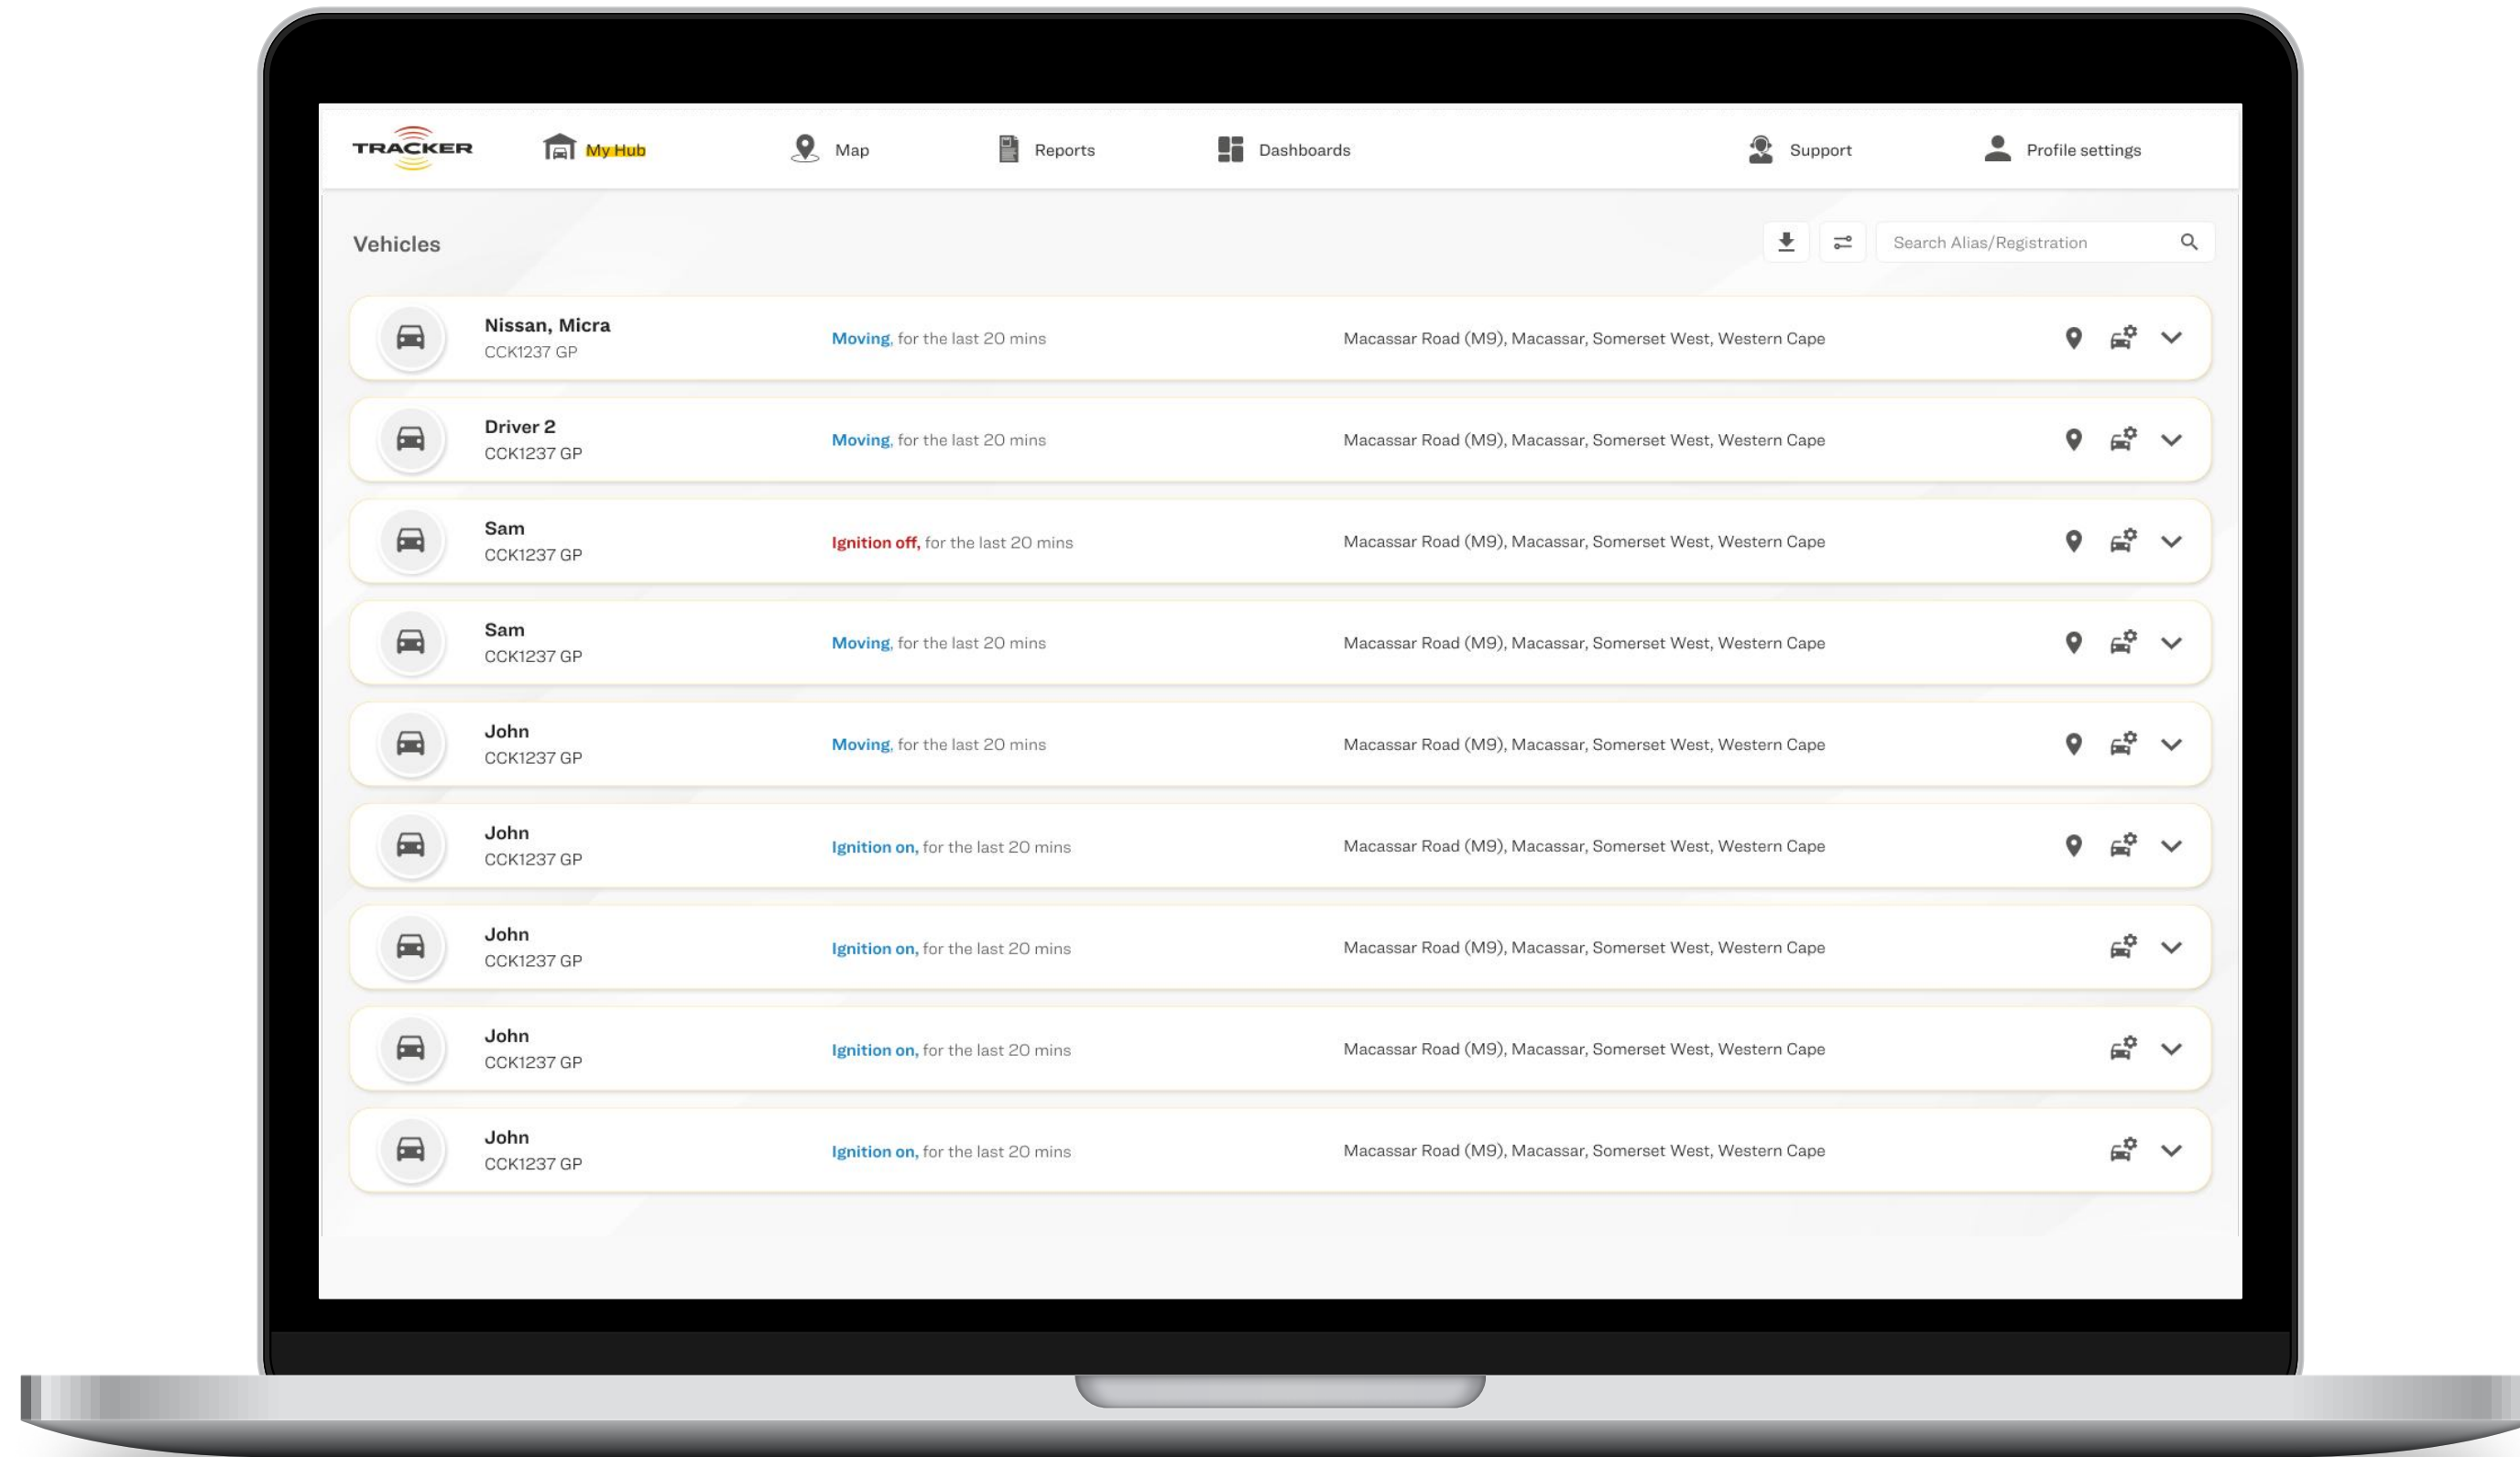 TRACKER My Hub Map Reports Dashboards Support Profile settings
Vehicles Search Alias/Registration
Nissan, Micra
CCK1237 GP
Moving, for the last 20 mins
Macassar Road (M9), Macassar, Somerset West, Western Cape
Driver 2
CCK1237 GP
Moving, for the last 20 mins
Macassar Road (M9), Macassar, Somerset West, Western Cape
Sam
CCK1237 GP
Ignition off, for the last 20 mins
Macassar Road (M9), Macassar, Somerset West, Western Cape
Sam
CCK1237 GP
Moving, for the last 20 mins
Macassar Road (M9), Macassar, Somerset West, Western Cape
John
CCK1237 GP
Moving, for the last 20 mins
Macassar Road (M9), Macassar, Somerset West, Western Cape
John
CCK1237 GP
Ignition on, for the last 20 mins
Macassar Road (M9), Macassar, Somerset West, Western Cape
John
CCK1237 GP
Ignition on, for the last 20 mins
Macassar Road (M9), Macassar, Somerset West, Western Cape
John
CCK1237 GP
Ignition on, for the last 20 mins
Macassar Road (M9), Macassar, Somerset West, Western Cape
John
CCK1237 GP
Ignition on, for the last 20 mins
Macassar Road (M9), Macassar, Somerset West, Western Cape